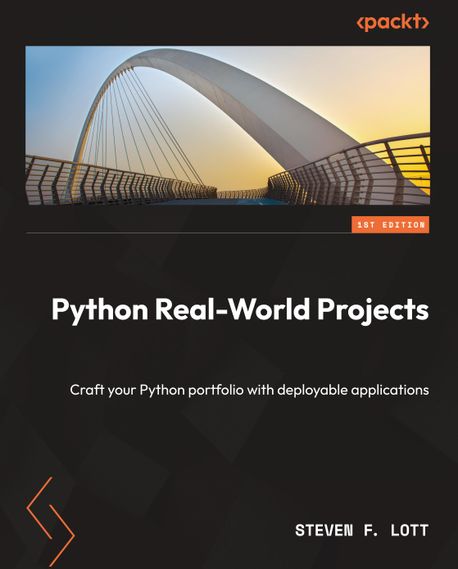 <packt>
1ST EDITION
Python Real-World Projects
Craft your Python portfolio with deployable applications
STEVEN F. LOTT